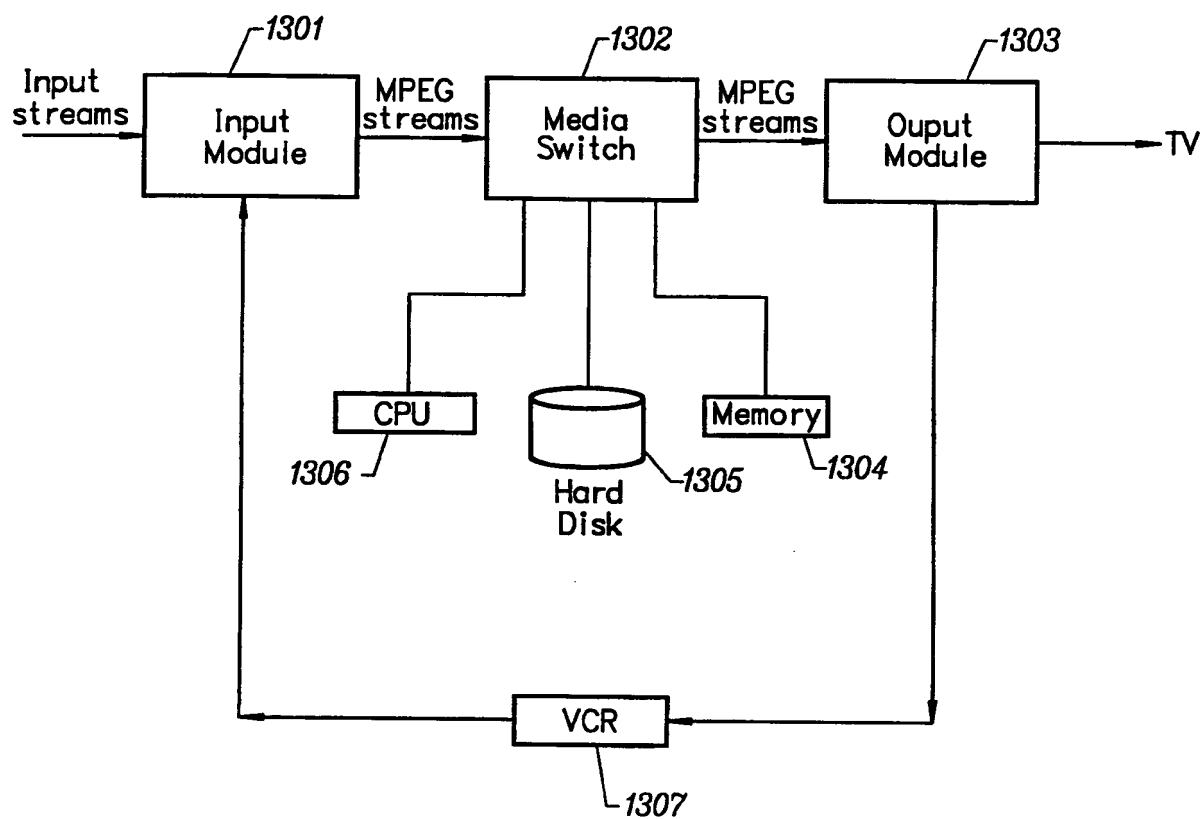 1301
1302
1303
Input
streams
MPEG
streams
MPEG
streams
Input
Module
Media
Switch
Ouput
Module
TV
CPU
Memory
1306
1305
1304
Hard
Disk
VCR
1307